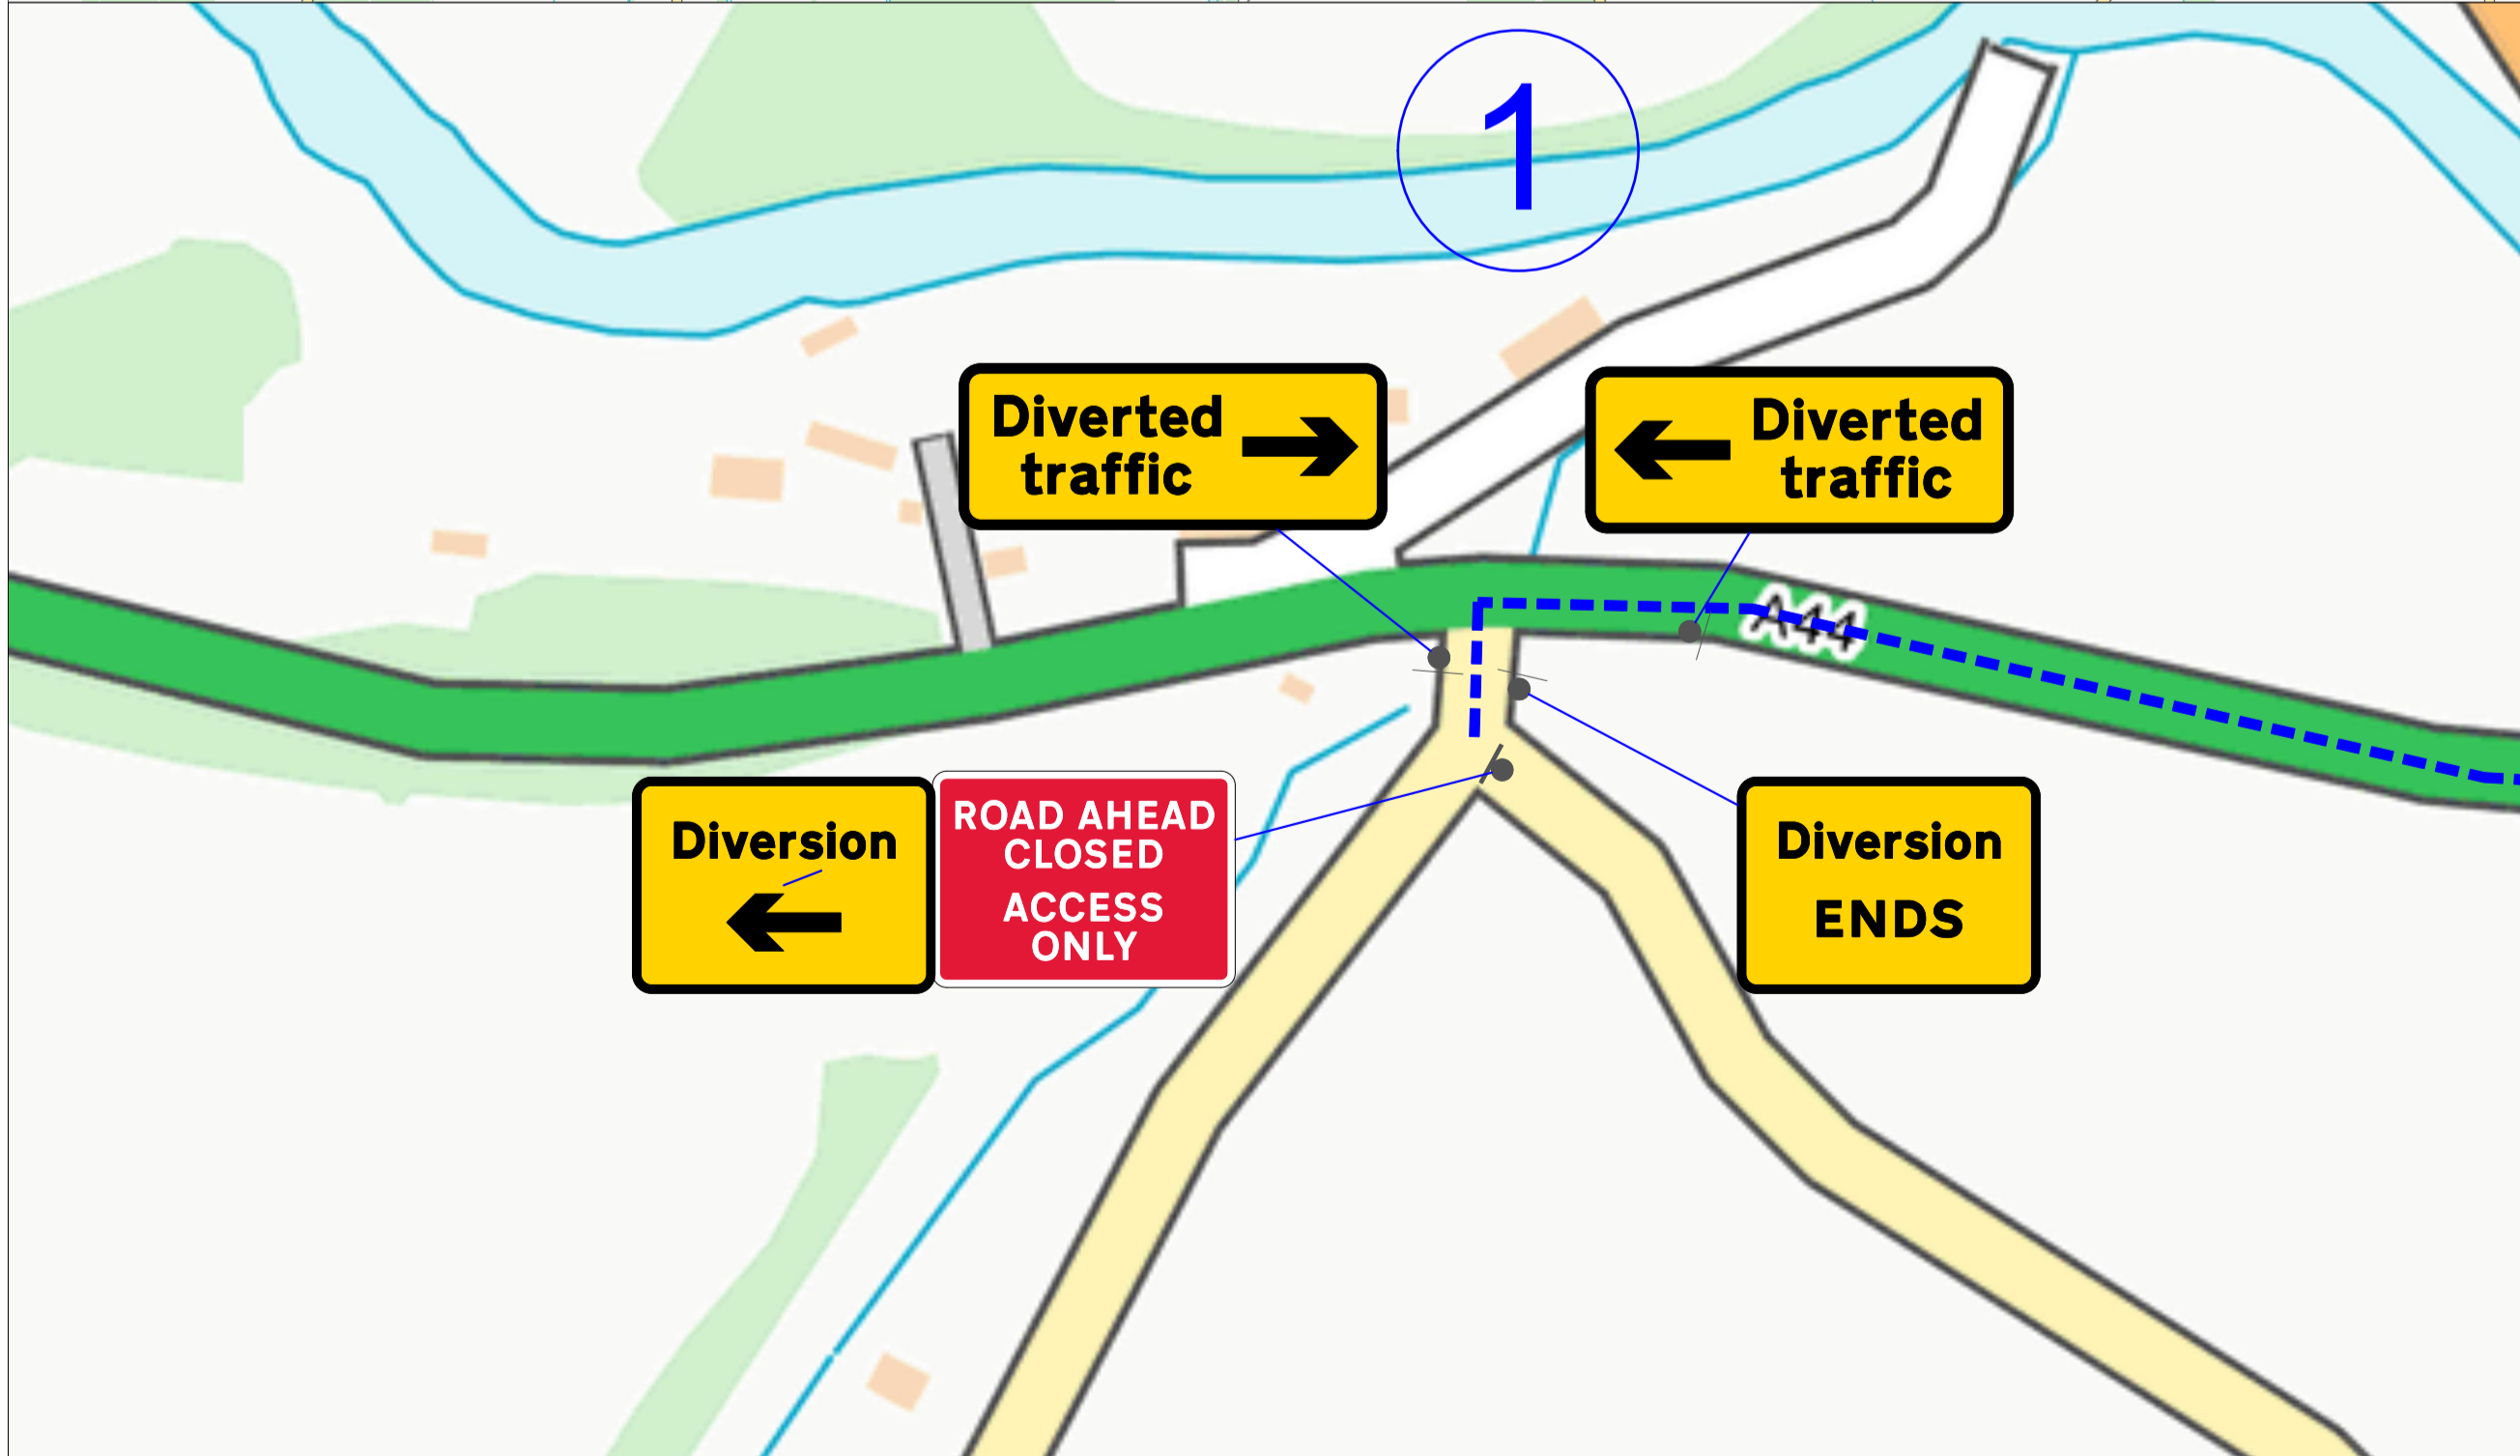 1
Diverted
traffic
Diverted
traffic
A44
Diversion
ROAD AHEAD
CLOSED
ACCESS
ONLY
Diversion
ENDS